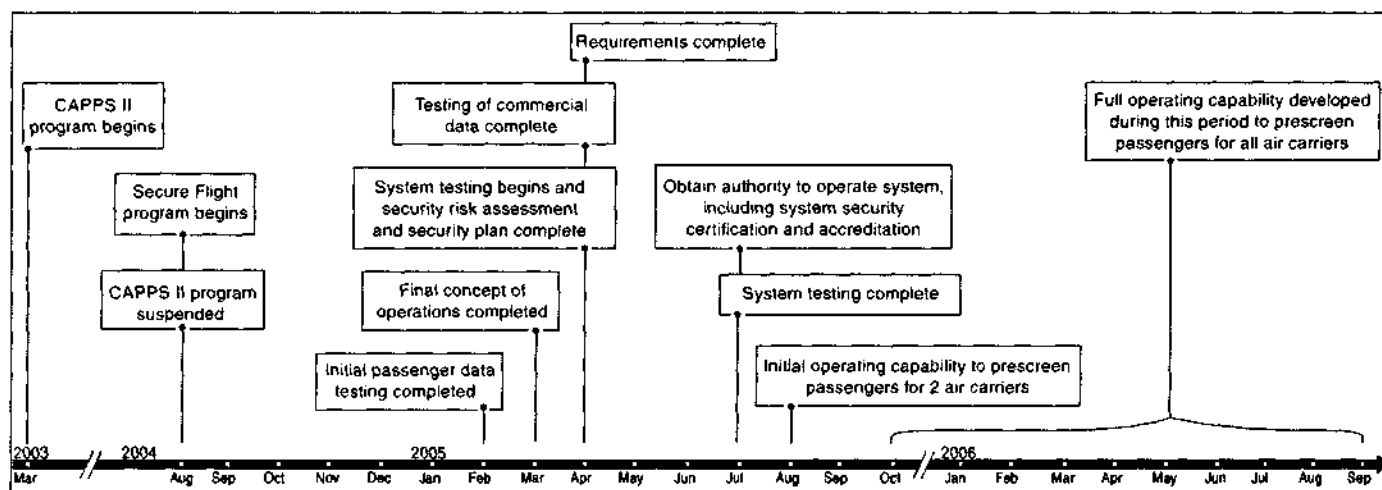 Requirements complete
CAPPS II
program begins
Testing of commercial
data complete
Full operating capability developed
during this period to prescreen
passengers for all air carriers
Secure Flight
program begins
System testing begins and
security risk assessment
and security plan complete
Obtain authority to operate system,
including system security
certification and accreditation
CAPPS II program
suspended
Final concept of
operations completed
System testing complete
Initial passenger data
testing completed
Initial operating capability to prescreen
passengers for 2 air carriers
2003 2004 2005 2006
Mar Aug Sep Oct Nov Dec Jan Feb Mar Apr May Jun Jul Aug Sep Oct Jan Feb Mar Apr May Jun Jul Aug Sep